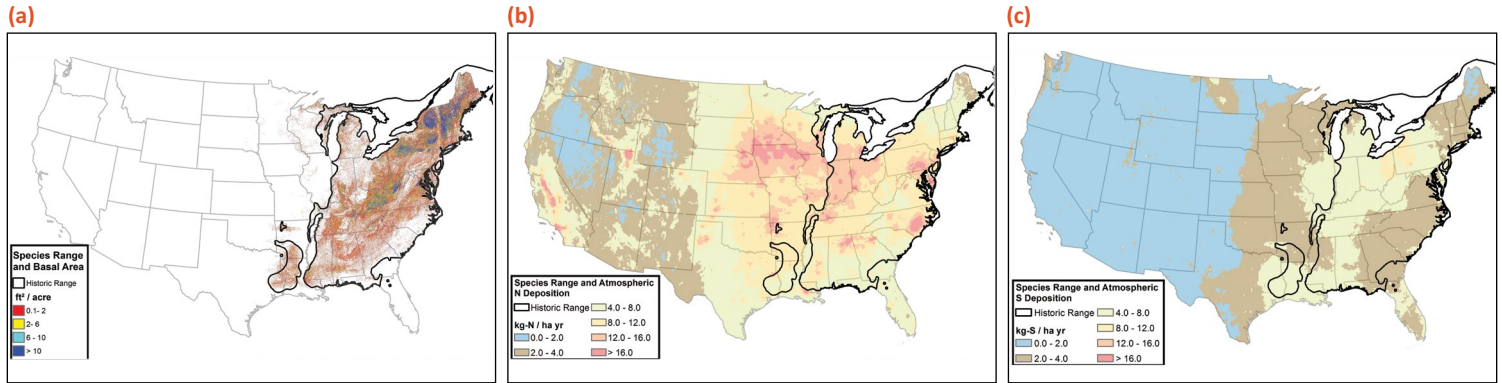 (a)
(b)
(c)
Species Range
and Basal Area
Historic Range
ft² / acre
0.1- 2
2- 6
6 - 10
> 10
Species Range and Atmospheric
N Deposition
Historic Range
kg-N / ha yr
0.0 - 2.0
2.0 - 4.0
4.0 - 8.0
8.0 - 12.0
12.0 - 16.0
> 16.0
Species Range and Atmospheric
S Deposition
Historic Range
kg-S / ha yr
0.0 - 2.0
2.0 - 4.0
4.0 - 8.0
8.0 - 12.0
12.0 - 16.0
> 16.0